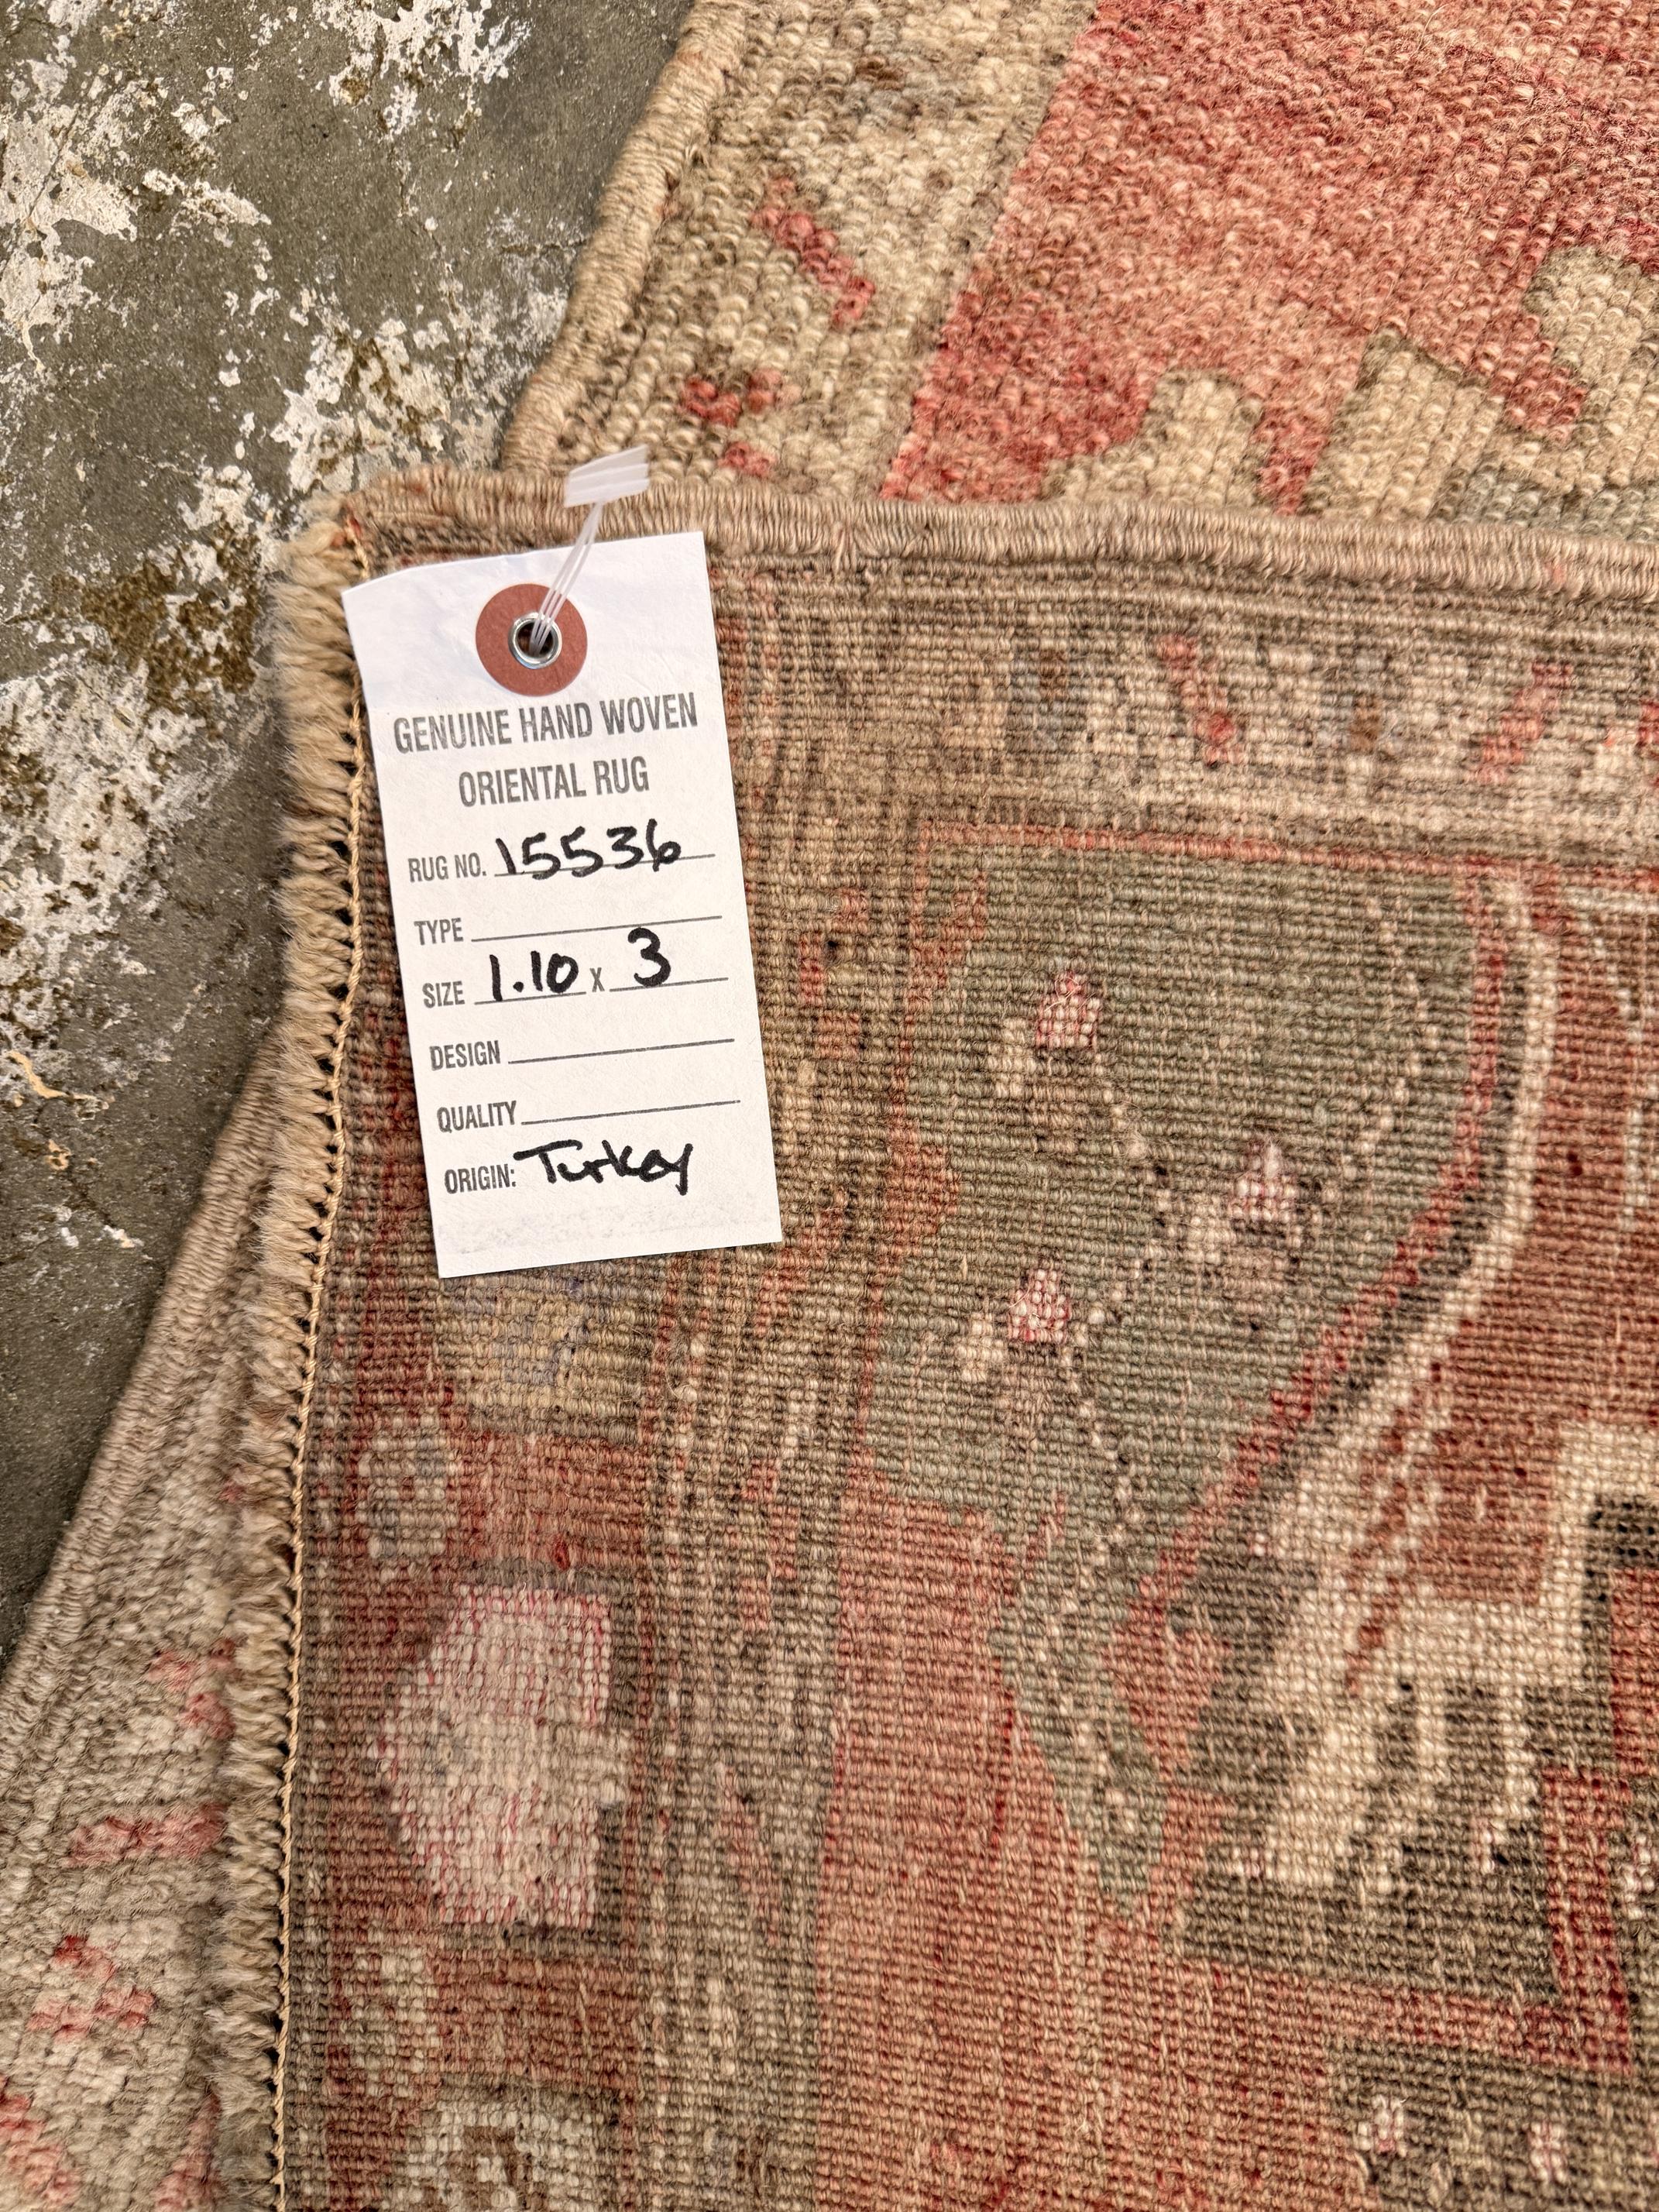 GENUINE HAND WOVEN
ORIENTAL RUG
RUG NO. 15536
TYPE
SIZE 1.10 x 3
DESIGN
QUALITY
ORIGIN: Turkey